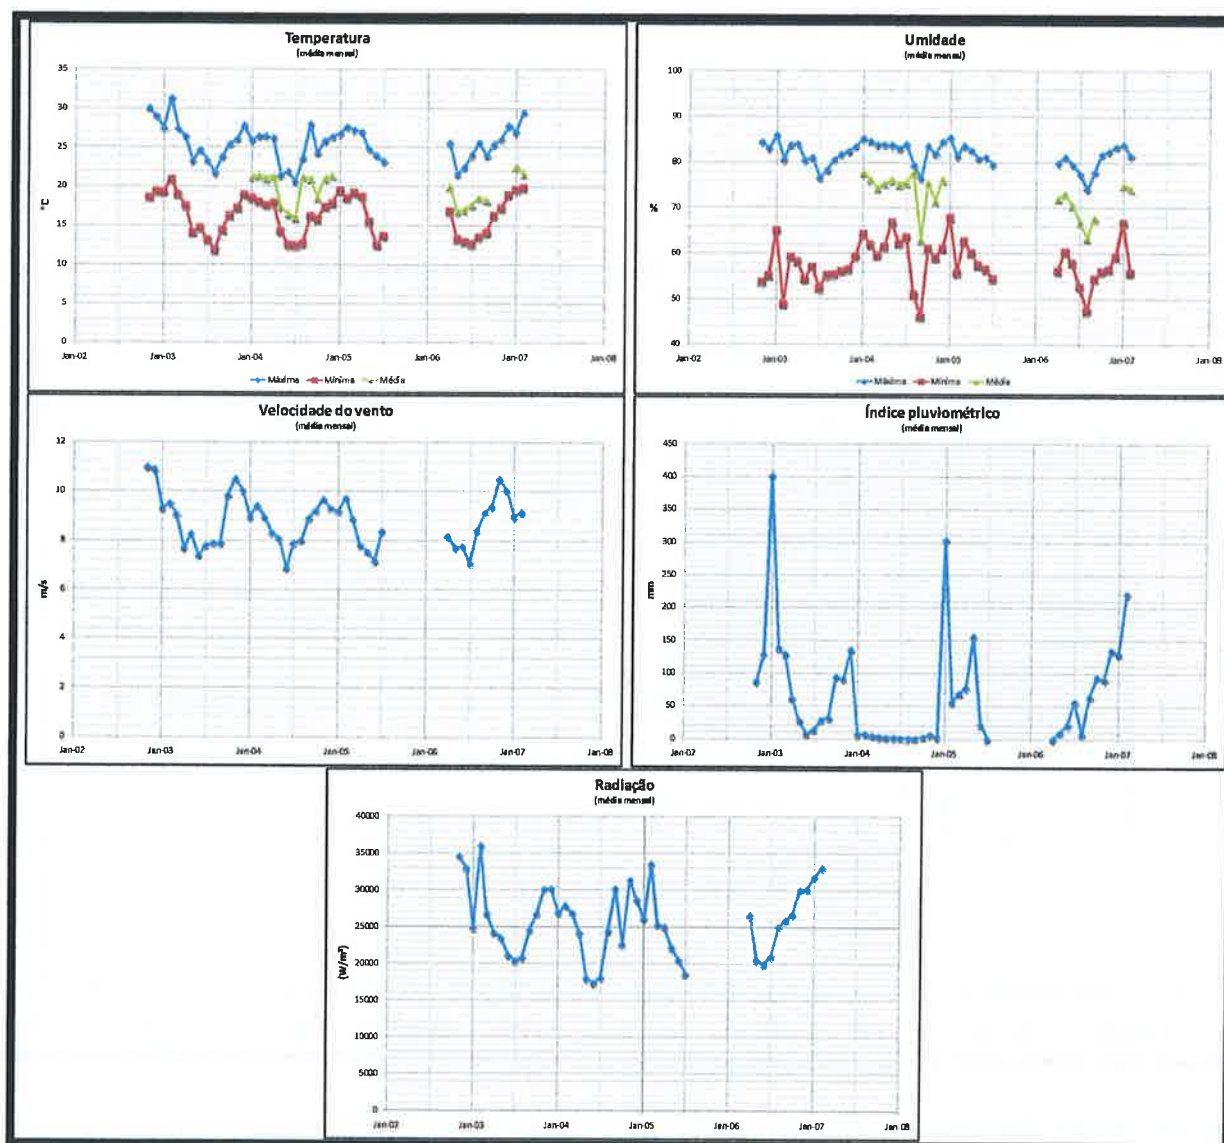 Temperatura
(média mensal)
35
30
25
20
15
10
5
0
°C
Jan-02 Jan-03 Jan-04 Jan-05 Jan-06 Jan-07 Jan-08
Máxima Mínima Média
Umidade
(média mensal)
100
90
80
70
60
50
40
%
Jan-02 Jan-03 Jan-04 Jan-05 Jan-06 Jan-07 Jan-08
Máxima Mínima Média
Velocidade do vento
(média mensal)
12
10
8
6
4
2
0
m/s
Jan-02 Jan-03 Jan-04 Jan-05 Jan-06 Jan-07 Jan-08
Índice pluviométrico
(média mensal)
450
400
350
300
250
200
150
100
50
0
mm
Jan-02 Jan-03 Jan-04 Jan-05 Jan-06 Jan-07 Jan-08
Radiação
(média mensal)
40000
35000
30000
25000
20000
15000
10000
5000
0
(W/m²)
Jan-02 Jan-03 Jan-04 Jan-05 Jan-06 Jan-07 Jan-08